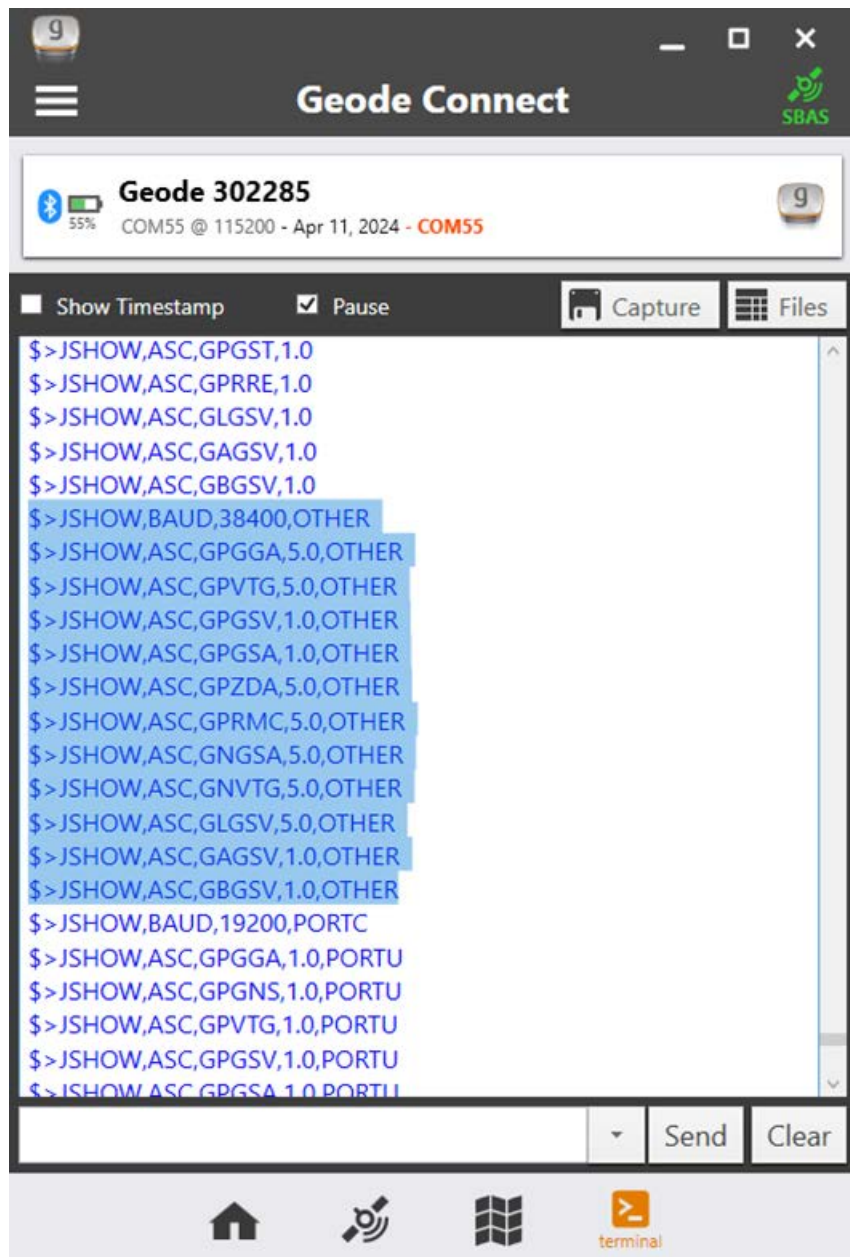 g
Geode Connect
SBAS
Geode 302285
55%
COM55 @ 115200 - Apr 11, 2024 - COM55
g
Show Timestamp
Pause
Capture
Files
$>JSHOW,ASC,GPGST,1.0
$>JSHOW,ASC,GPRRE,1.0
$>JSHOW,ASC,GLGSV,1.0
$>JSHOW,ASC,GAGSV,1.0
$>JSHOW,ASC,GBGSV,1.0
$>JSHOW,BAUD,38400,OTHER
$>JSHOW,ASC,GPGGA,5.0,OTHER
$>JSHOW,ASC,GPVTG,5.0,OTHER
$>JSHOW,ASC,GPGSV,1.0,OTHER
$>JSHOW,ASC,GPGSA,1.0,OTHER
$>JSHOW,ASC,GPZDA,5.0,OTHER
$>JSHOW,ASC,GPRMC,5.0,OTHER
$>JSHOW,ASC,GNGSA,5.0,OTHER
$>JSHOW,ASC,GNVTG,5.0,OTHER
$>JSHOW,ASC,GLGSV,5.0,OTHER
$>JSHOW,ASC,GAGSV,1.0,OTHER
$>JSHOW,ASC,GBGSV,1.0,OTHER
$>JSHOW,BAUD,19200,PORTC
$>JSHOW,ASC,GPGGA,1.0,PORTU
$>JSHOW,ASC,GPGNS,1.0,PORTU
$>JSHOW,ASC,GPVTG,1.0,PORTU
$>JSHOW,ASC,GPGSV,1.0,PORTU
$>JSHOW,ASC,GPGSA,1.0,PORTU
Send
Clear
terminal